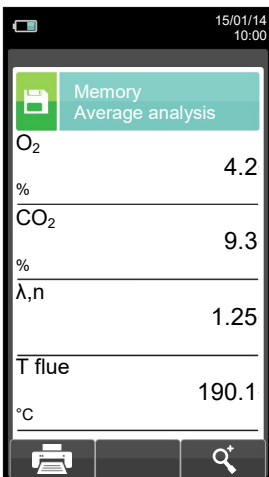 15/01/14
10:00
Memory
Average analysis
O₂
4.2
%
CO₂
9.3
%
λ,n
1.25
T flue
190.1
°C